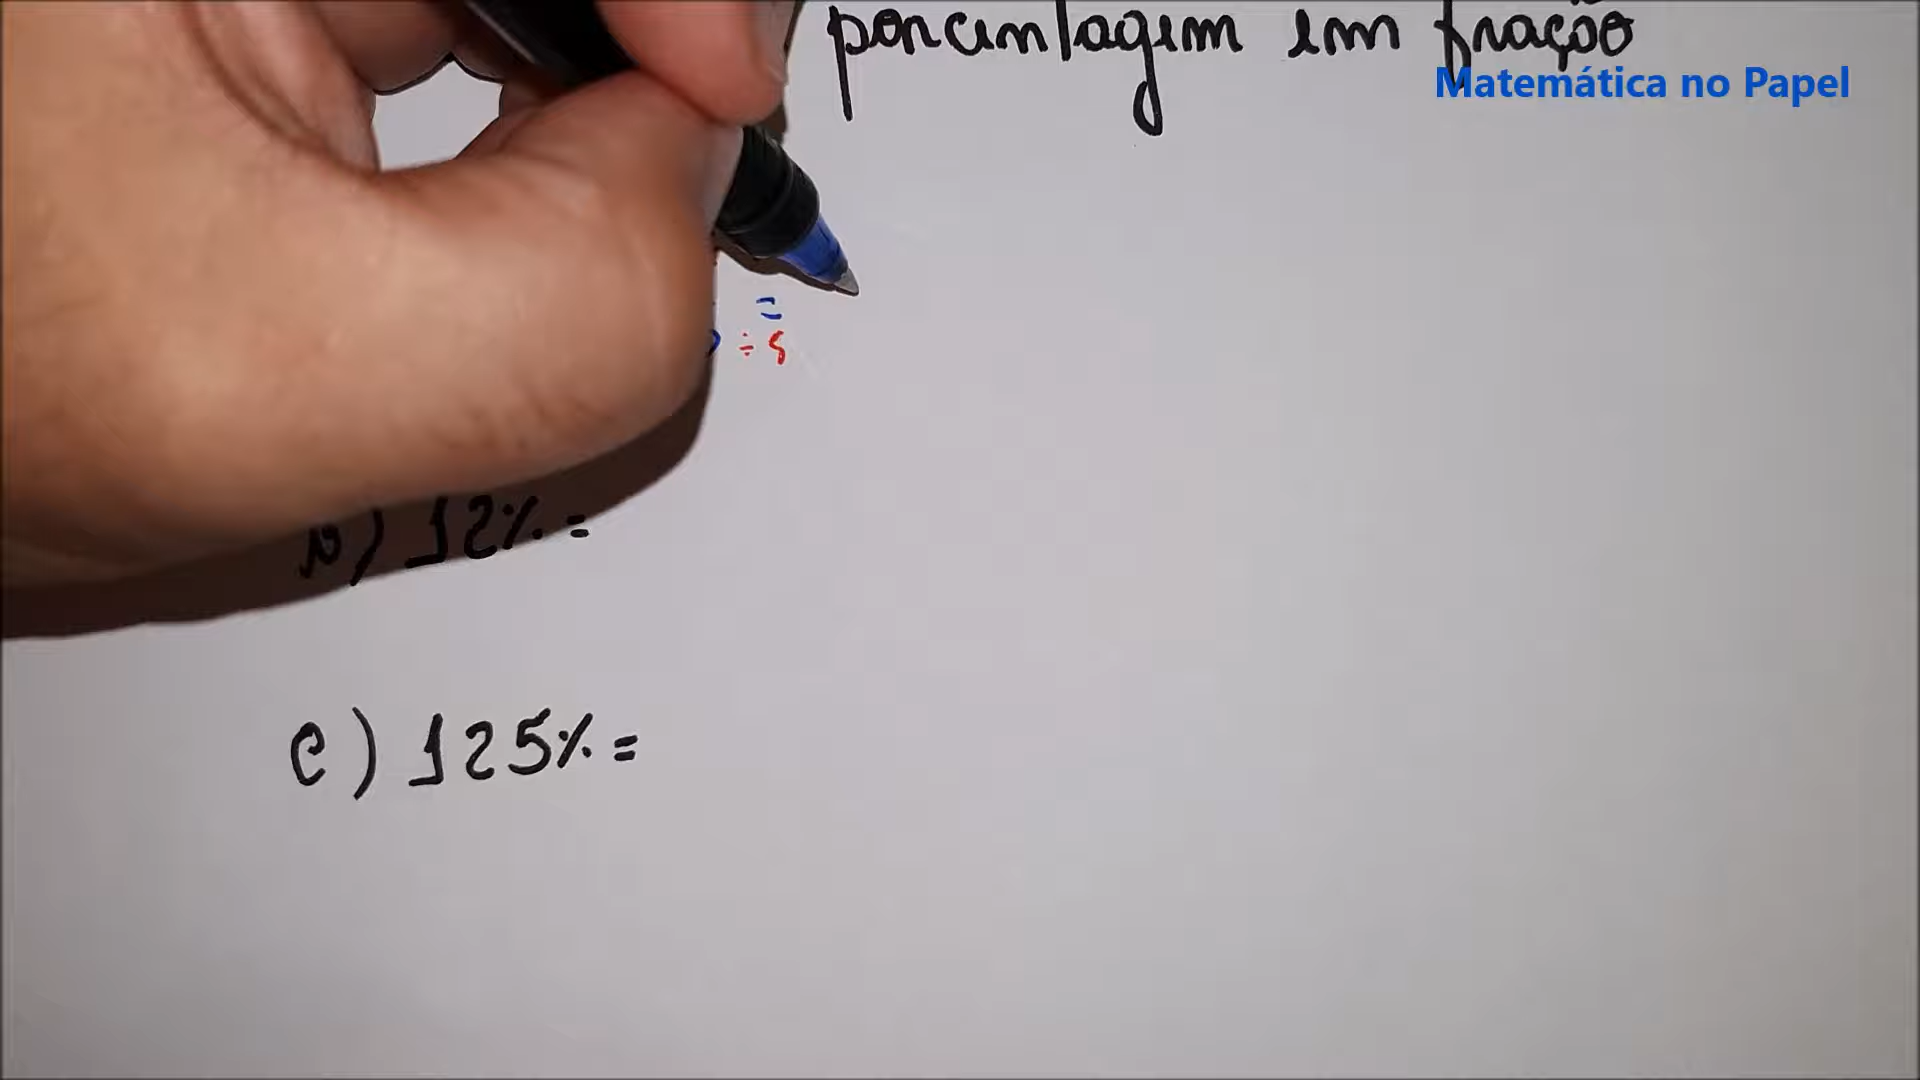 porcentagem em fração
Matemática no Papel
=
÷ 5
b) 12% =
c) 125% =